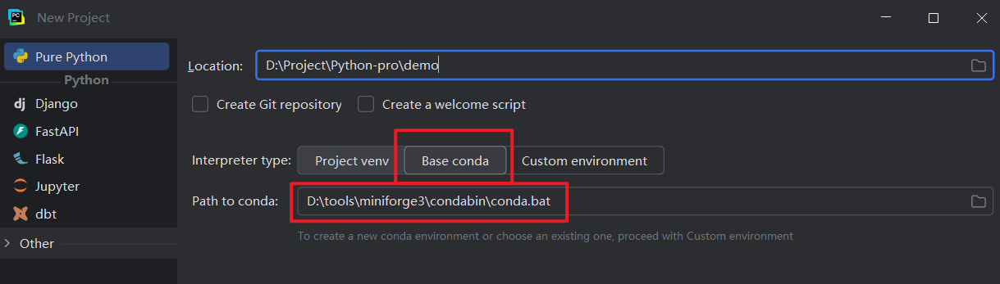 PC
New Project
Pure Python
Python
dj Django
FastAPI
Flask
Jupyter
dbt
Other
Location: D:\Project\Python-pro\demo
Create Git repository Create a welcome script
Interpreter type: Project venv Base conda Custom environment
Path to conda: D:\tools\miniforge3\condabin\conda.bat
To create a new conda environment or choose an existing one, proceed with Custom environment